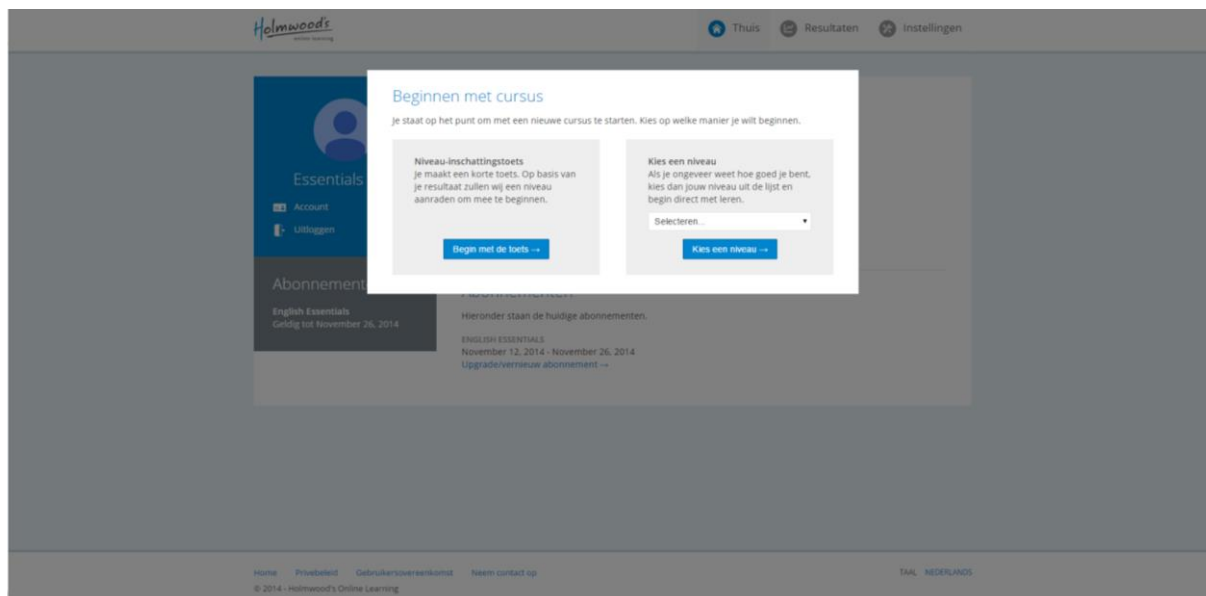 Holmwood's
online learning
Thuis
Resultaten
Instellingen
Beginnen met cursus
Je staat op het punt om met een nieuwe cursus te starten. Kies op welke manier je wilt beginnen.
Niveau-inschattingstoets
Je maakt een korte toets. Op basis van
je resultaat zullen wij een niveau
aanraden om mee te beginnen.
Begin met de toets →
Kies een niveau
Als je ongeveer weet hoe goed je bent,
kies dan jouw niveau uit de lijst en
begin direct met leren.
Selecteren...
Kies een niveau →
Essentials
Account
Uitloggen
Abonnement
English Essentials
Geldig tot November 26, 2014
Abonnementen
Hieronder staan de huidige abonnementen.
ENGLISH ESSENTIALS
November 12, 2014 - November 26, 2014
Upgrade/vernieuw abonnement →
Home Privebeleid Gebruikersovereenkomst Neem contact op
TAAL NEDERLANDS
© 2014 - Holmwood's Online Learning